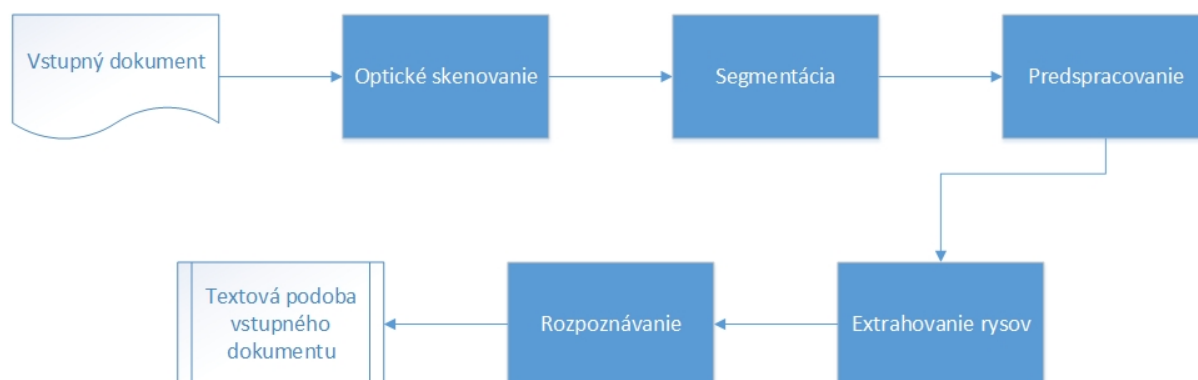 Vstupný dokument
Optické skenovanie
Segmentácia
Predspracovanie
Extrahovanie rysov
Rozpoznávanie
Textová podoba
vstupného
dokumentu